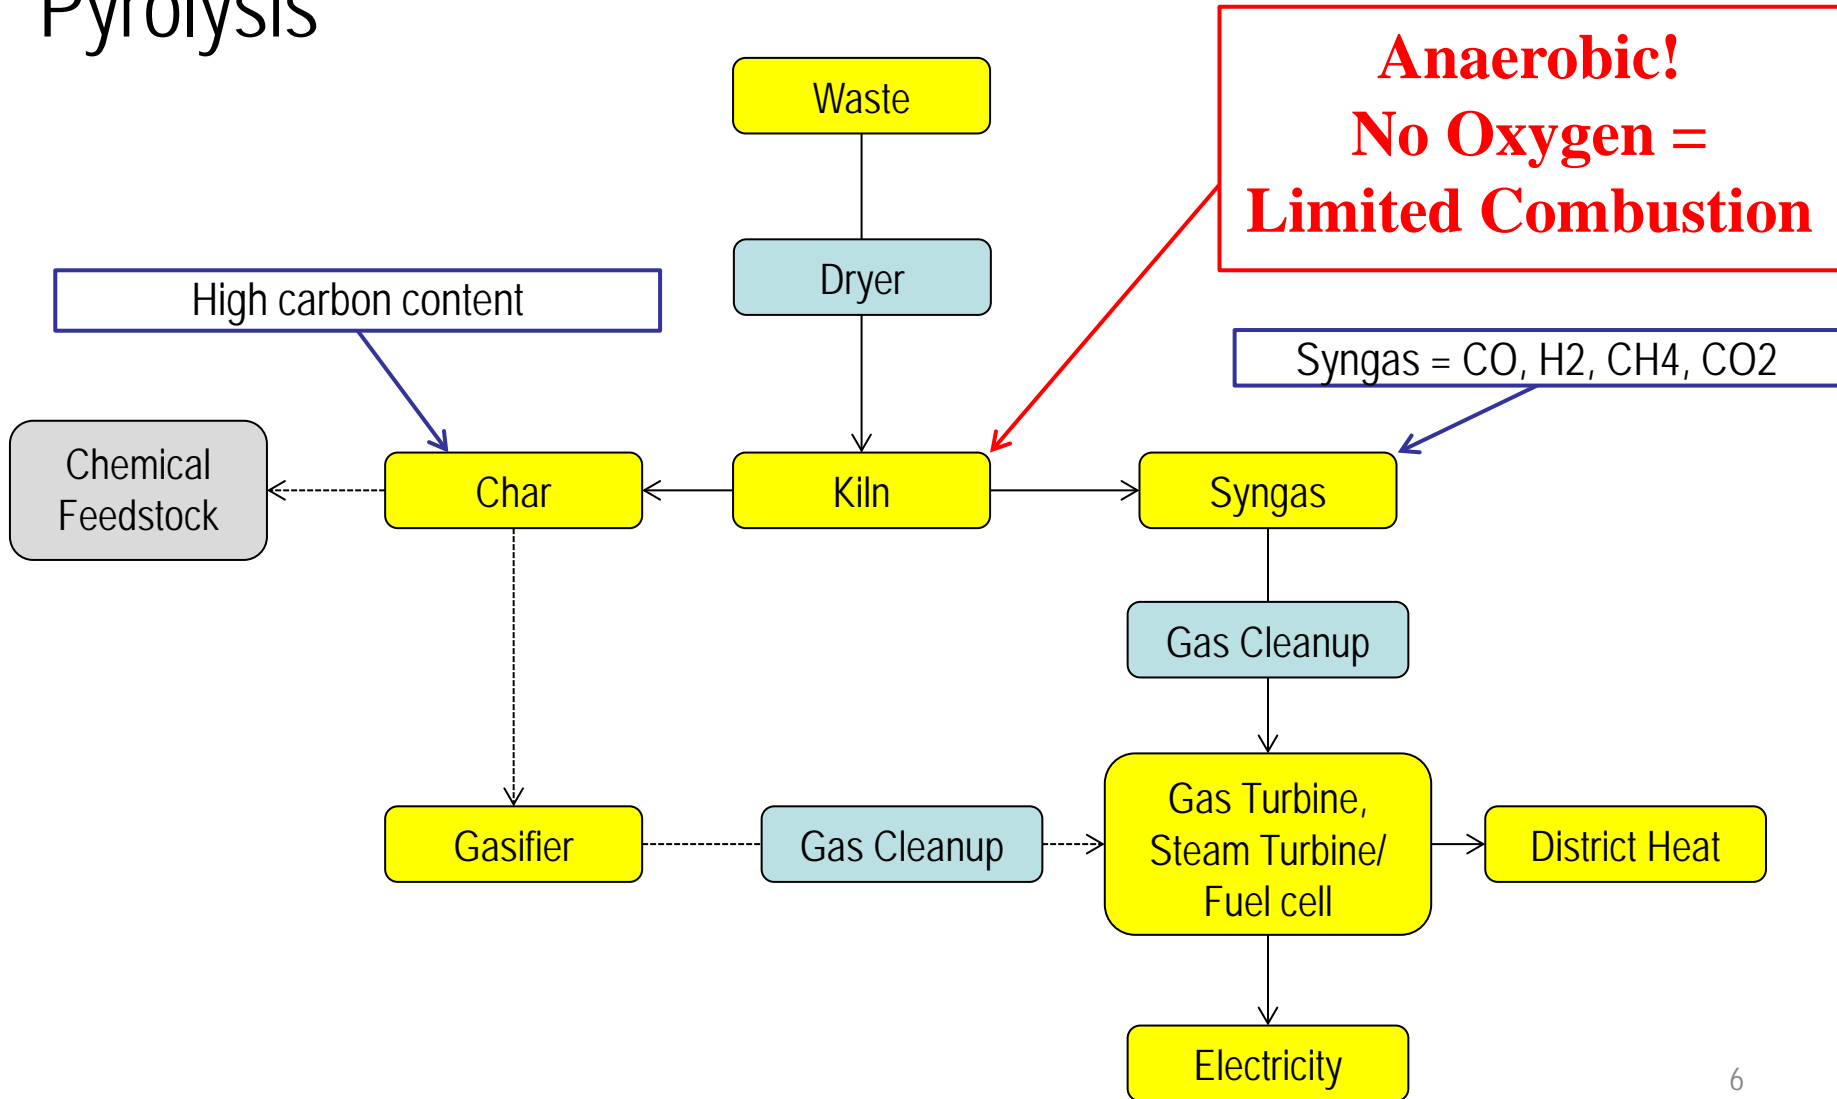 Pyrolysis
Anaerobic!
No Oxygen =
Limited Combustion
Waste
Dryer
High carbon content
Syngas = CO, H2, CH4, CO2
Chemical
Feedstock
Char
Kiln
Syngas
Gas Cleanup
Gasifier
Gas Cleanup
Gas Turbine,
Steam Turbine/
Fuel cell
District Heat
Electricity
6